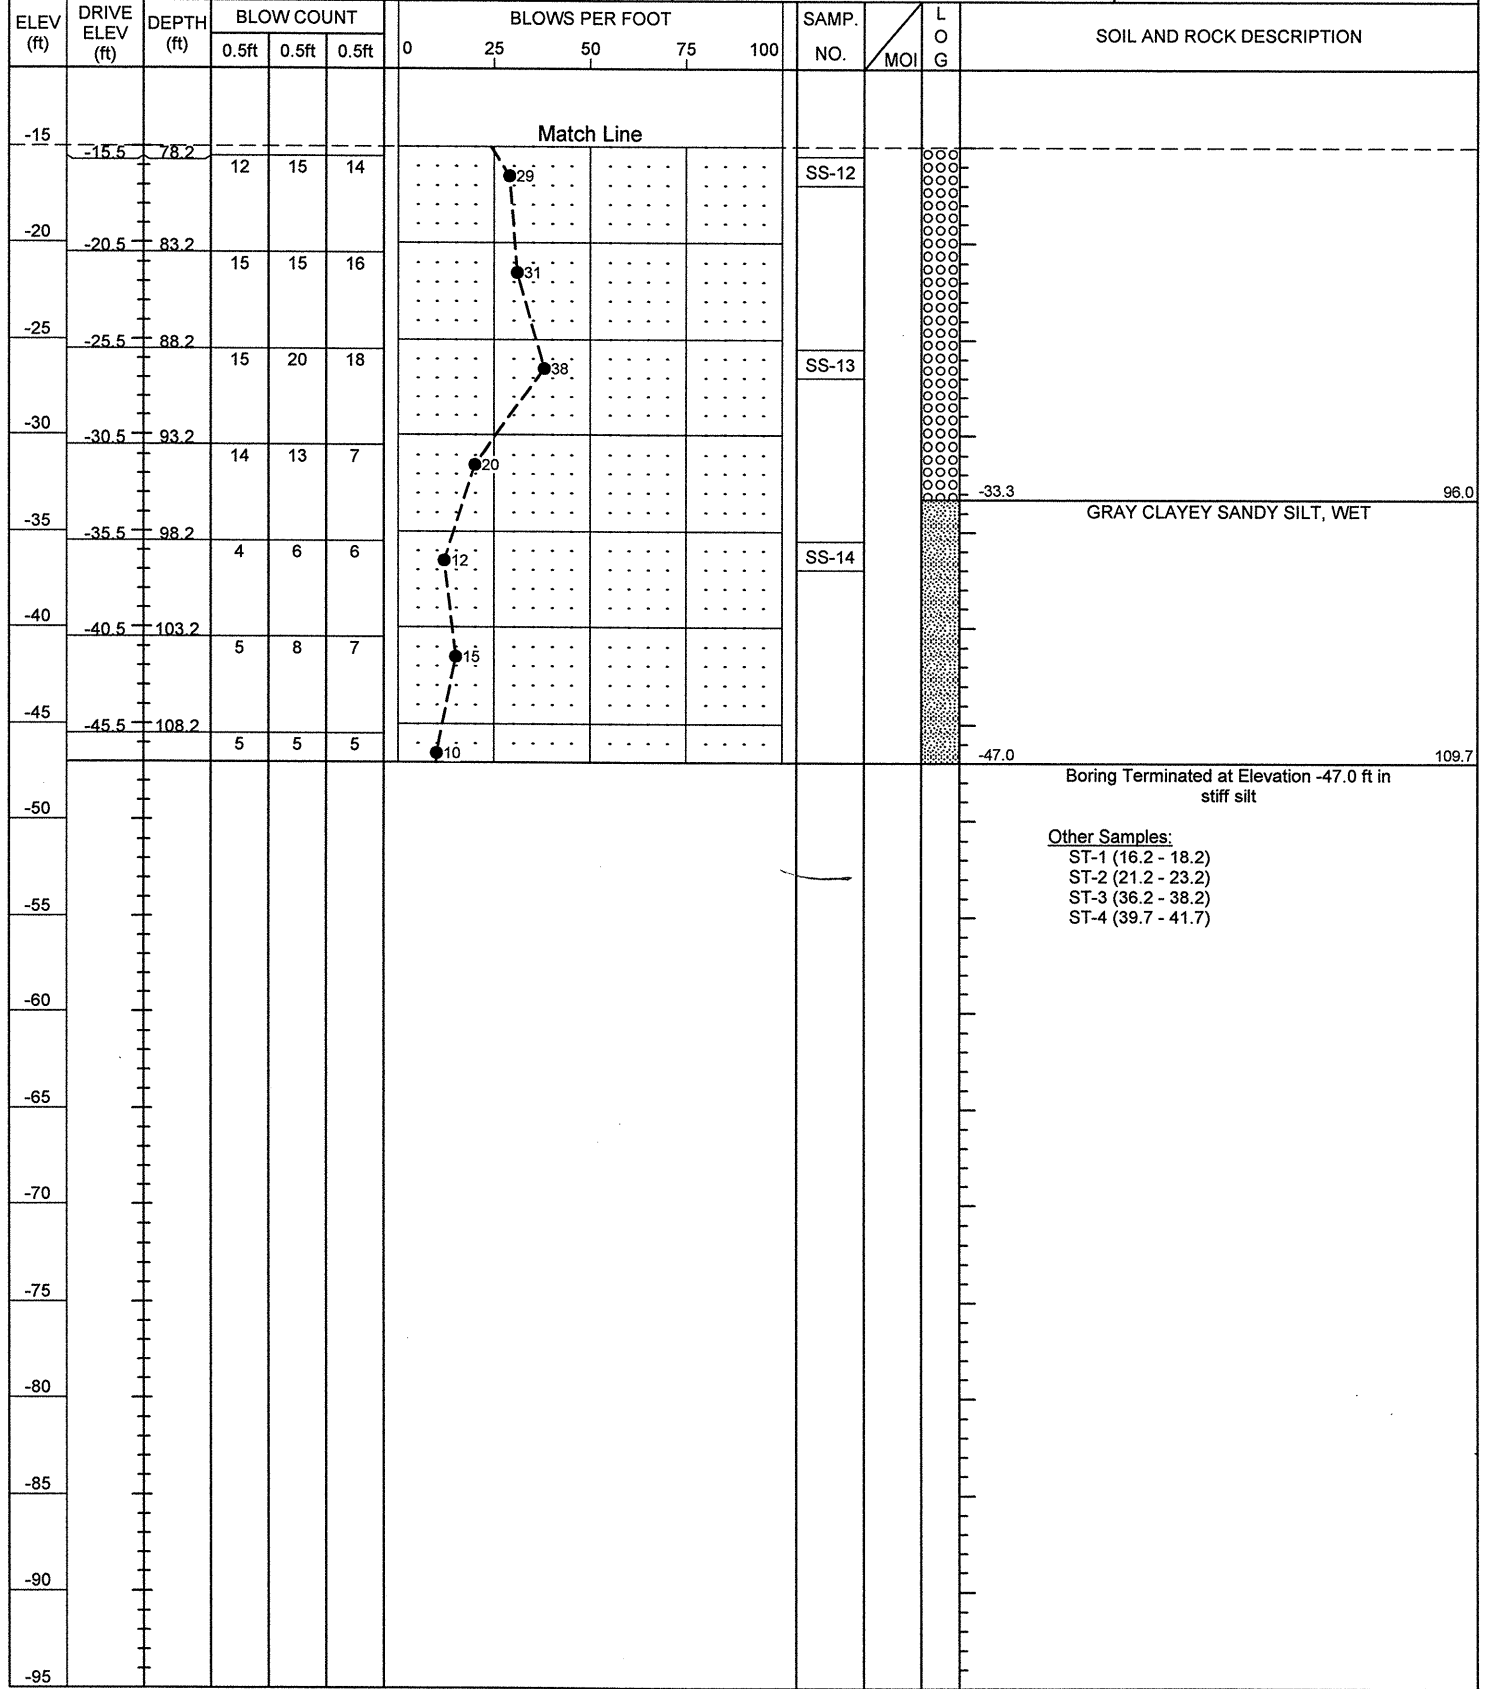 ELEV (ft) DRIVE ELEV (ft) DEPTH (ft) BLOW COUNT 0.5ft 0.5ft 0.5ft BLOWS PER FOOT 0 25 50 75 100 SAMP. NO. MOI L O G SOIL AND ROCK DESCRIPTION
-15 Match Line
-15.5 78.2 12 15 14 29 SS-12
-20
-20.5 83.2 15 15 16 31
-25
-25.5 88.2 15 20 18 38 SS-13
-30
-30.5 93.2 14 13 7 20
-33.3 96.0
GRAY CLAYEY SANDY SILT, WET
-35
-35.5 98.2 4 6 6 12 SS-14
-40
-40.5 103.2 5 8 7 15
-45
-45.5 108.2 5 5 5 10
-47.0 109.7
Boring Terminated at Elevation -47.0 ft in
stiff silt
-50
Other Samples:
ST-1 (16.2 - 18.2)
ST-2 (21.2 - 23.2)
ST-3 (36.2 - 38.2)
ST-4 (39.7 - 41.7)
-55
-60
-65
-70
-75
-80
-85
-90
-95